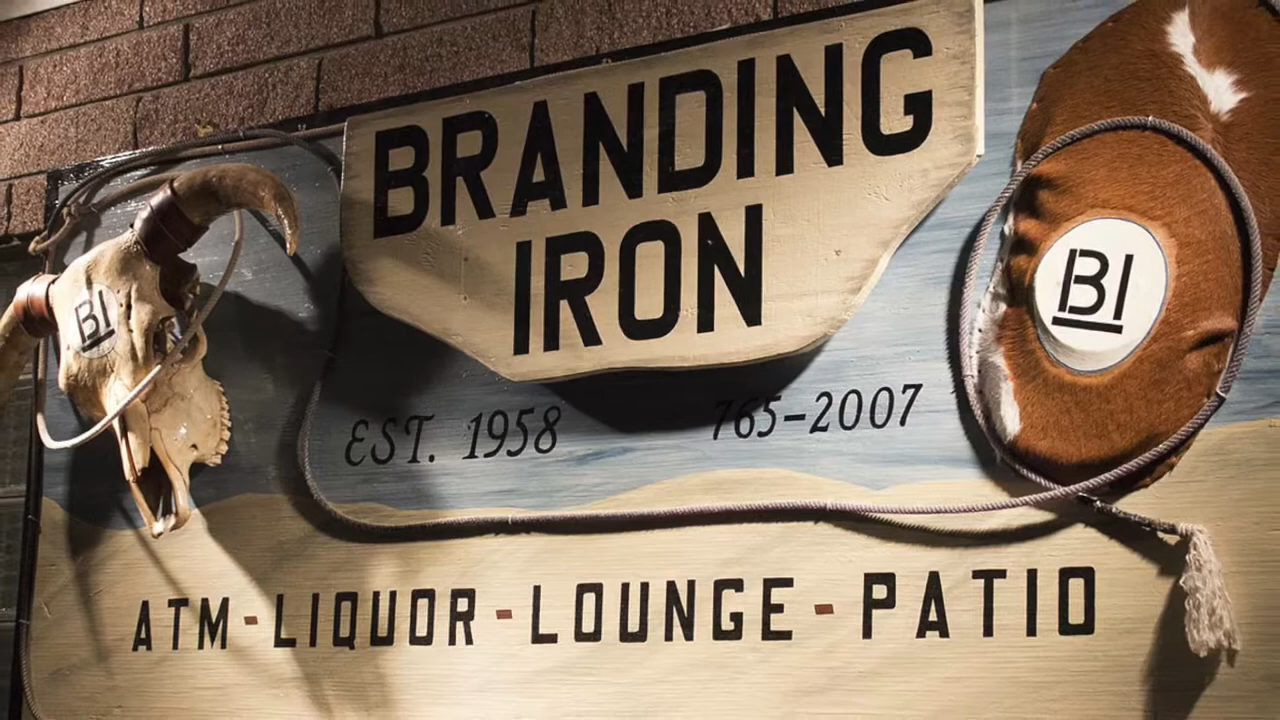 BRANDING
IRON
BI
BI
EST. 1958 765-2007
ATM-LIQUOR-LOUNGE-PATIO